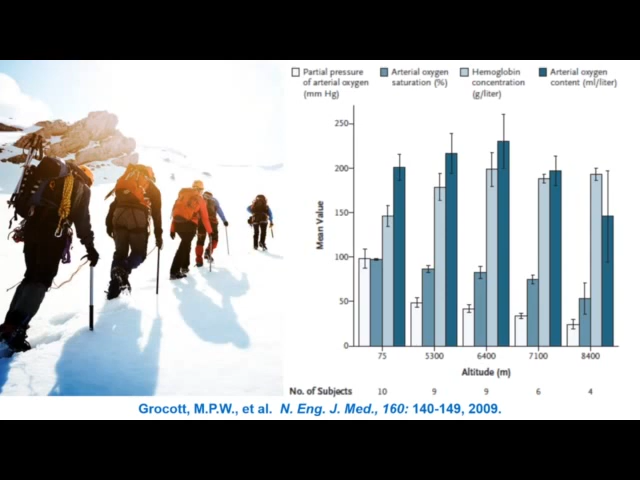 Partial pressure
of arterial oxygen
(mm Hg)
Arterial oxygen
saturation (%)
Hemoglobin
concentration
(g/liter)
Arterial oxygen
content (ml/liter)
Mean Value
250
200
150
100
50
0
75 5300 6400 7100 8400
Altitude (m)
No. of Subjects 10 9 9 6 4
Grocott, M.P.W., et al. N. Eng. J. Med., 160: 140-149, 2009.